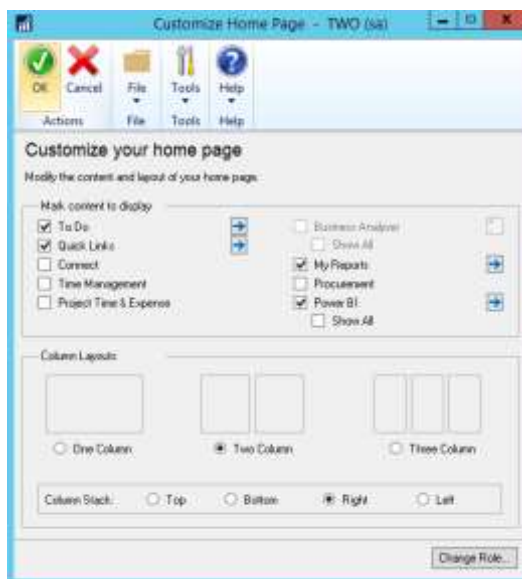 Customize Home Page - TWO (sa)
OK Cancel File Tools Help
Actions File Tools Help
Customize your home page
Modify the content and layout of your home page.
Mark content to display
To Do
Quick Links
Connect
Time Management
Project Time & Expense
Business Analyzer
Show All
My Reports
Procurement
Power BI
Show All
Column Layouts
One Column Two Column Three Column
Column Stack: Top Bottom Right Left
Change Role...